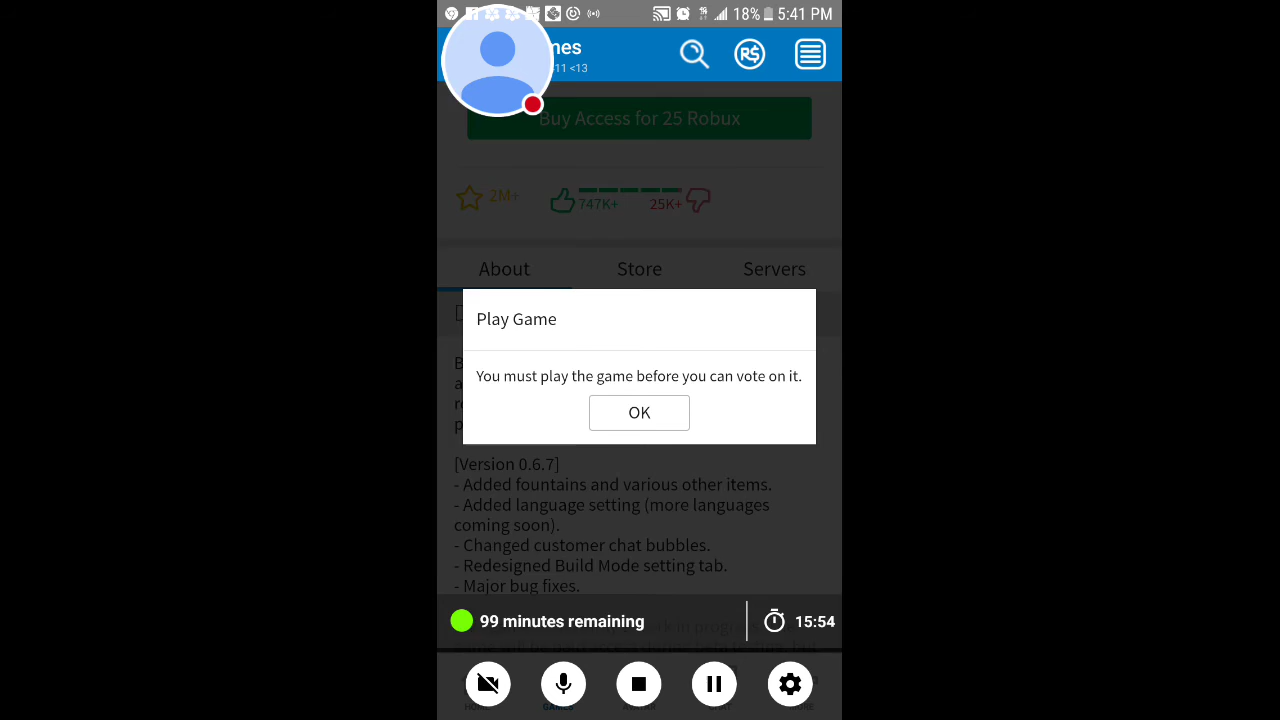 18% 5:41 PM
nes
11 <13
R$
Buy Access for 25 Robux
2M+
747K+ 25K+
About Store Servers
Play Game
You must play the game before you can vote on it.
OK
[Version 0.6.7]
- Added fountains and various other items.
- Added language setting (more languages
coming soon).
- Changed customer chat bubbles.
- Redesigned Build Mode setting tab.
- Major bug fixes.
99 minutes remaining 15:54
GAMES